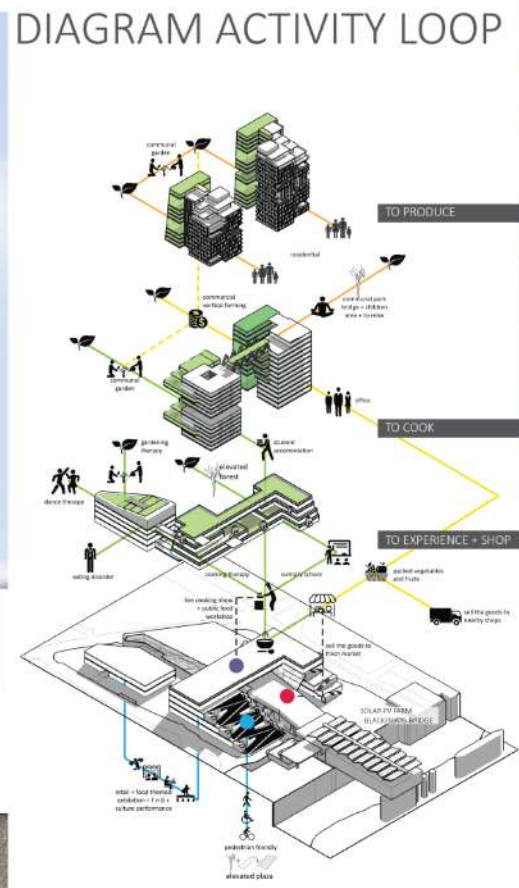 DIAGRAM ACTIVITY LOOP
communal
garden
TO PRODUCE
residential
commercial
vertical farming
communal park
bridge + children
area + to relax
communal
garden
office
TO COOK
gardening
therapy
student
accomodation
elevated
forest
dance therapy
TO EXPERIENCE + SHOP
eating disorder
cooking therapy
culinary school
packed vegetables
and fruits
live cooking show
+ public food
workshop
sell the goods by
nearby shops
sell the goods to
fresh market
SOLAR PV FARM
BLACKFRIARS BRIDGE
retail + food themed
exhibition + F n B +
culture performance
pedestrian friendly
elevated plaza